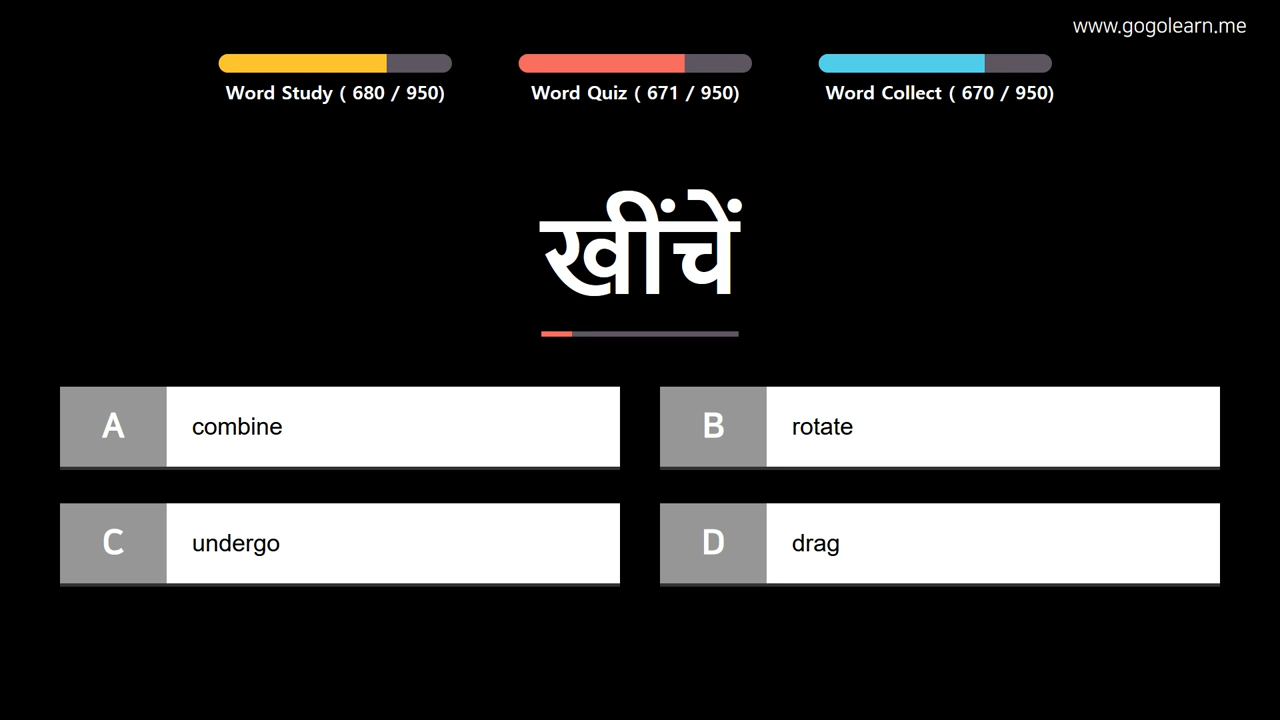 www.gogolearn.me
Word Study ( 680 / 950)
Word Quiz ( 671 / 950)
Word Collect ( 670 / 950)
खींचें
A combine
B rotate
C undergo
D drag